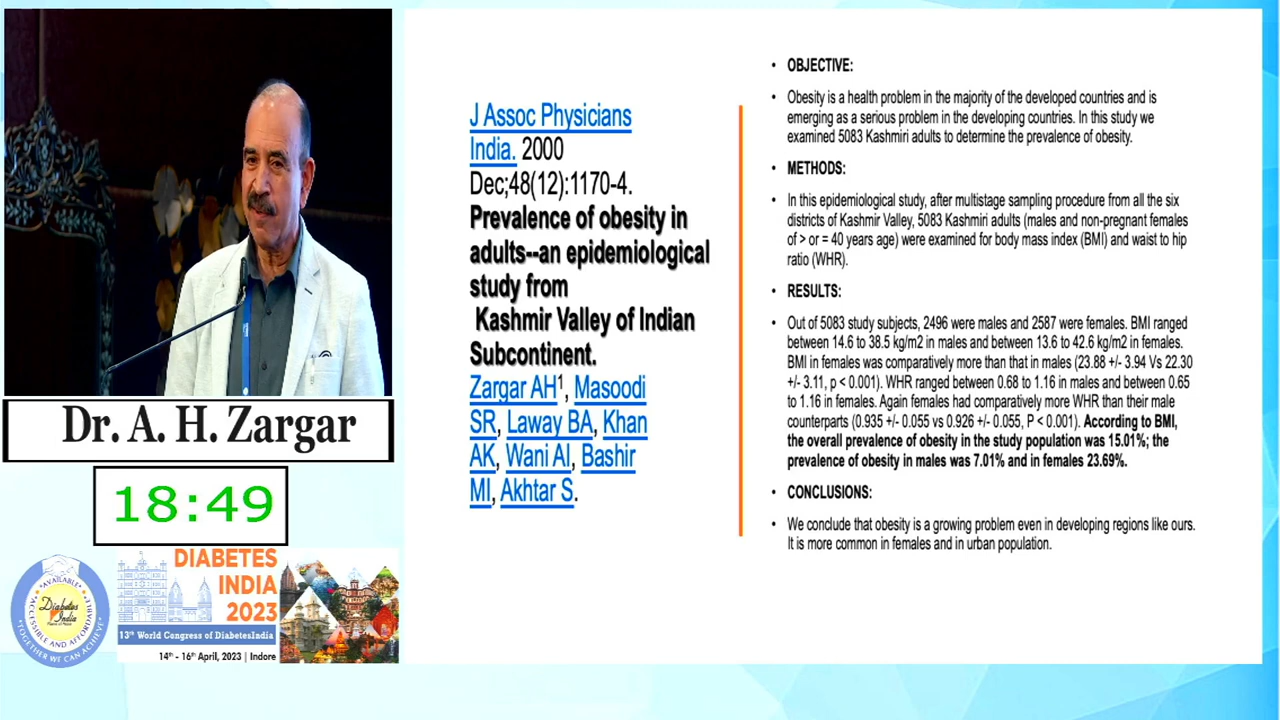 Dr. A. H. Zargar
18:49
AVAILABLE
ACCESSIBLE AND AFFORDABLE
TOGETHER WE CAN ACHIEVE
Diabetes
India
DIABETES
INDIA
2023
13th World Congress of DiabetesIndia
14th - 16th April, 2023 | Indore
J Assoc Physicians
India. 2000
Dec;48(12):1170-4.
Prevalence of obesity in
adults--an epidemiological
study from
Kashmir Valley of Indian
Subcontinent.
Zargar AH1, Masoodi
SR, Laway BA, Khan
AK, Wani AI, Bashir
MI, Akhtar S.
• OBJECTIVE:
• Obesity is a health problem in the majority of the developed countries and is
emerging as a serious problem in the developing countries. In this study we
examined 5083 Kashmiri adults to determine the prevalence of obesity.
• METHODS:
• In this epidemiological study, after multistage sampling procedure from all the six
districts of Kashmir Valley, 5083 Kashmiri adults (males and non-pregnant females
of > or = 40 years age) were examined for body mass index (BMI) and waist to hip
ratio (WHR).
• RESULTS:
• Out of 5083 study subjects, 2496 were males and 2587 were females. BMI ranged
between 14.6 to 38.5 kg/m2 in males and between 13.6 to 42.6 kg/m2 in females.
BMI in females was comparatively more than that in males (23.88 +/- 3.94 Vs 22.30
+/- 3.11, p < 0.001). WHR ranged between 0.68 to 1.16 in males and between 0.65
to 1.16 in females. Again females had comparatively more WHR than their male
counterparts (0.935 +/- 0.055 vs 0.926 +/- 0.055, P < 0.001). According to BMI,
the overall prevalence of obesity in the study population was 15.01%; the
prevalence of obesity in males was 7.01% and in females 23.69%.
• CONCLUSIONS:
• We conclude that obesity is a growing problem even in developing regions like ours.
It is more common in females and in urban population.